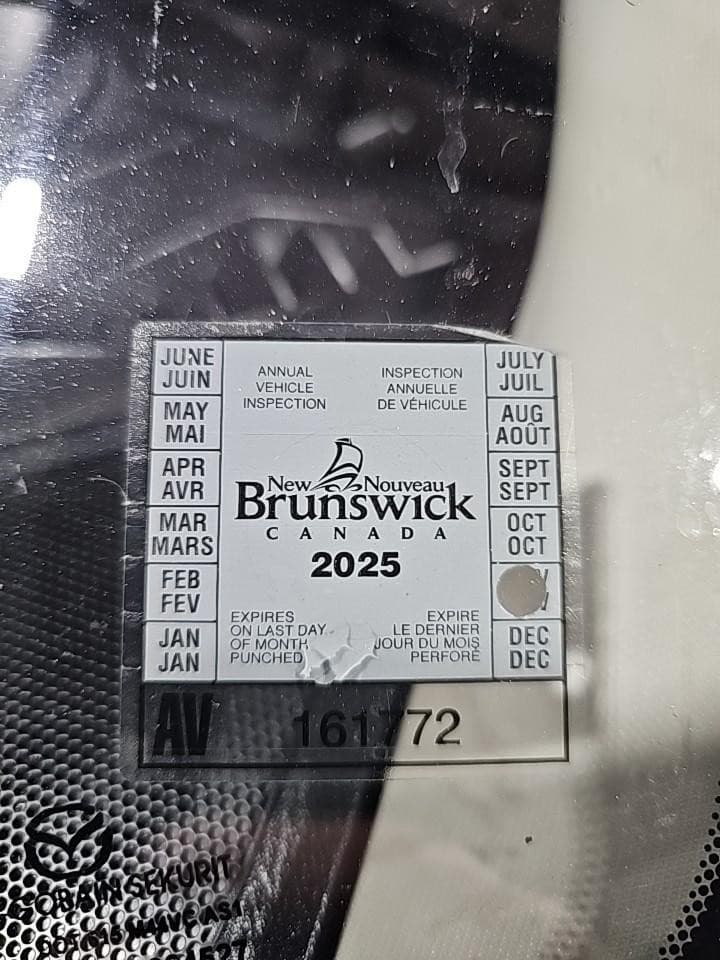 JUNE
JUIN
MAY
MAI
APR
AVR
MAR
MARS
FEB
FEV
JAN
JAN
ANNUAL
VEHICLE
INSPECTION
INSPECTION
ANNUELLE
DE VÉHICULE
New Nouveau
Brunswick
CANADA
2025
EXPIRES
ON LAST DAY
OF MONTH
PUNCHED
EXPIRE
LE DERNIER
JOUR DU MOIS
PERFORÉ
JULY
JUIL
AUG
AOÛT
SEPT
SEPT
OCT
OCT
DEC
DEC
AV 161772
SEKURIT
AS1